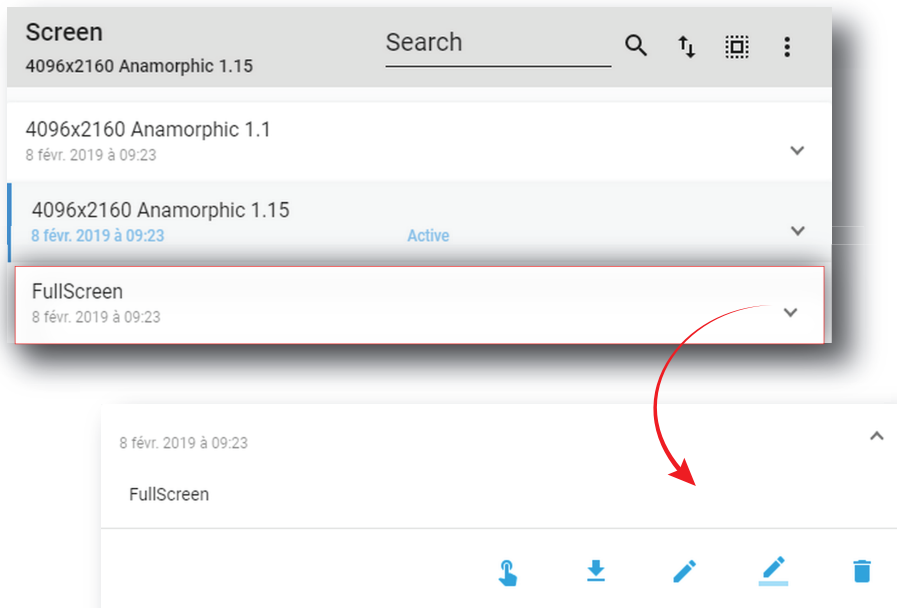 Screen
Search
4096x2160 Anamorphic 1.15
4096x2160 Anamorphic 1.1
8 févr. 2019 à 09:23
4096x2160 Anamorphic 1.15
8 févr. 2019 à 09:23
Active
FullScreen
8 févr. 2019 à 09:23
8 févr. 2019 à 09:23
FullScreen